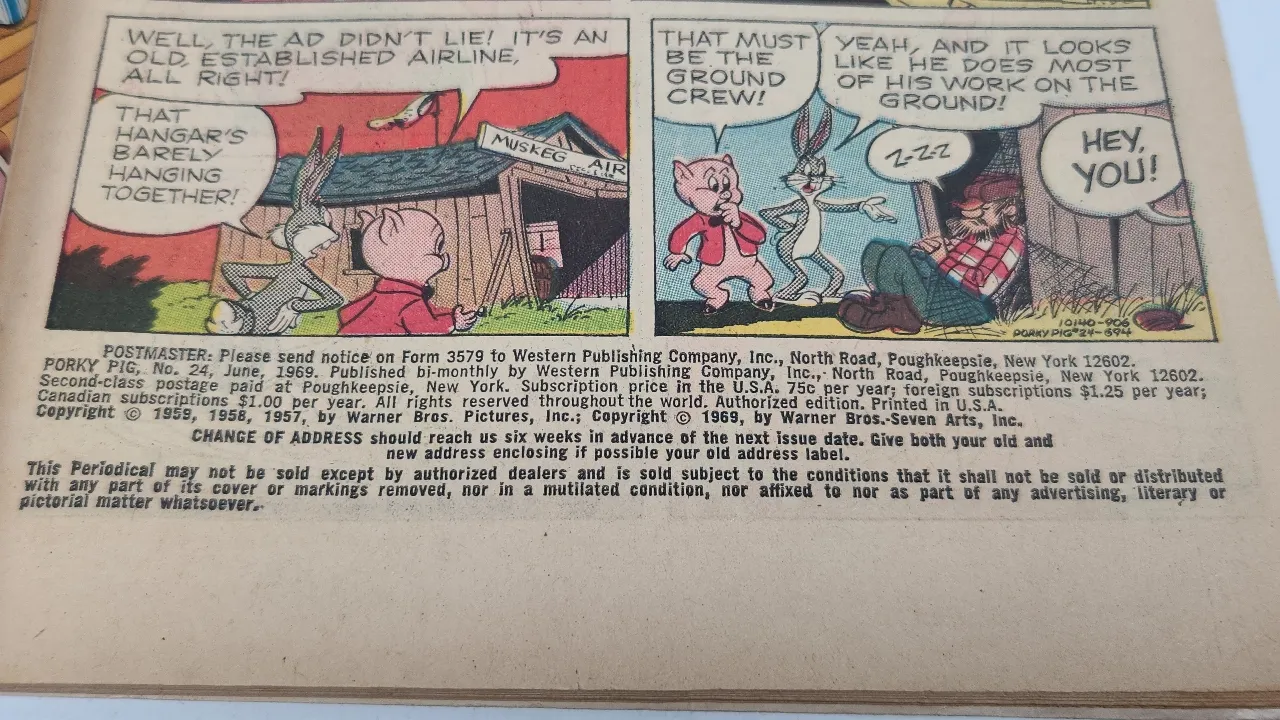 WELL, THE AD DIDN'T LIE! IT'S AN
OLD, ESTABLISHED AIRLINE,
ALL RIGHT!
THAT
HANGAR'S
BARELY
HANGING
TOGETHER!
MUSKEG AIR
THAT MUST
BE THE
GROUND
CREW!
YEAH, AND IT LOOKS
LIKE HE DOES MOST
OF HIS WORK ON THE
GROUND!
Z-Z-Z
HEY,
YOU!
10140-906
PORKY PIG #24-694
POSTMASTER: Please send notice on Form 3579 to Western Publishing Company, Inc., North Road, Poughkeepsie, New York 12602.
PORKY PIG, No. 24, June, 1969. Published bi-monthly by Western Publishing Company, Inc., North Road, Poughkeepsie, New York 12602.
Second-class postage paid at Poughkeepsie, New York. Subscription price in the U.S.A. 75c per year; foreign subscriptions $1.25 per year;
Canadian subscriptions $1.00 per year. All rights reserved throughout the world. Authorized edition. Printed in U.S.A.
Copyright © 1959, 1958, 1957, by Warner Bros. Pictures, Inc.; Copyright © 1969, by Warner Bros.-Seven Arts, Inc.
CHANGE OF ADDRESS should reach us six weeks in advance of the next issue date. Give both your old and
new address enclosing if possible your old address label.
This Periodical may not be sold except by authorized dealers and is sold subject to the conditions that it shall not be sold or distributed
with any part of its cover or markings removed, nor in a mutilated condition, nor affixed to nor as part of any advertising, literary or
pictorial matter whatsoever.